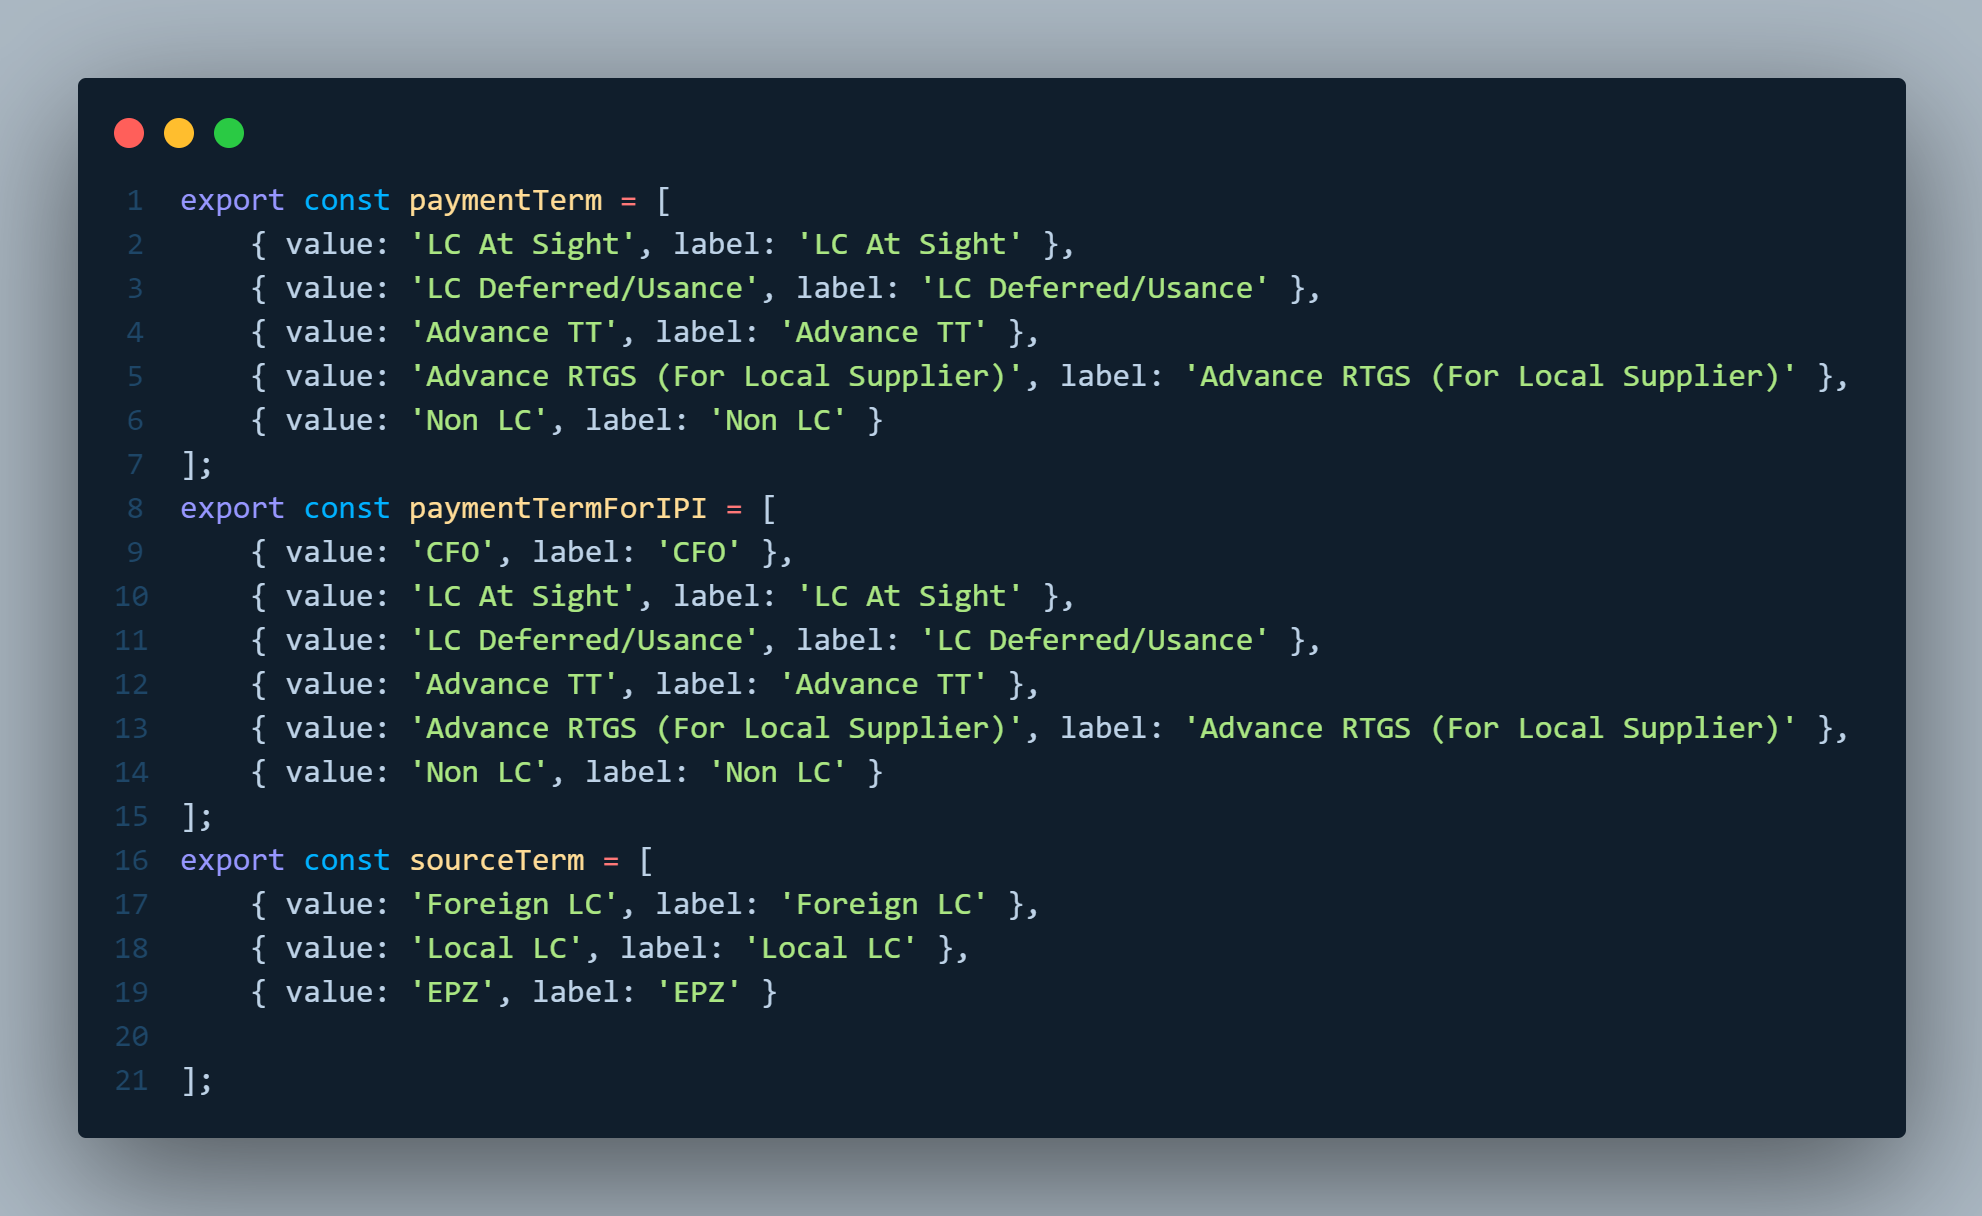 1 export const paymentTerm = [
2     { value: 'LC At Sight', label: 'LC At Sight' },
3     { value: 'LC Deferred/Usance', label: 'LC Deferred/Usance' },
4     { value: 'Advance TT', label: 'Advance TT' },
5     { value: 'Advance RTGS (For Local Supplier)', label: 'Advance RTGS (For Local Supplier)' },
6     { value: 'Non LC', label: 'Non LC' }
7 ];
8 export const paymentTermForIPI = [
9     { value: 'CFO', label: 'CFO' },
10     { value: 'LC At Sight', label: 'LC At Sight' },
11     { value: 'LC Deferred/Usance', label: 'LC Deferred/Usance' },
12     { value: 'Advance TT', label: 'Advance TT' },
13     { value: 'Advance RTGS (For Local Supplier)', label: 'Advance RTGS (For Local Supplier)' },
14     { value: 'Non LC', label: 'Non LC' }
15 ];
16 export const sourceTerm = [
17     { value: 'Foreign LC', label: 'Foreign LC' },
18     { value: 'Local LC', label: 'Local LC' },
19     { value: 'EPZ', label: 'EPZ' }
20
21 ];